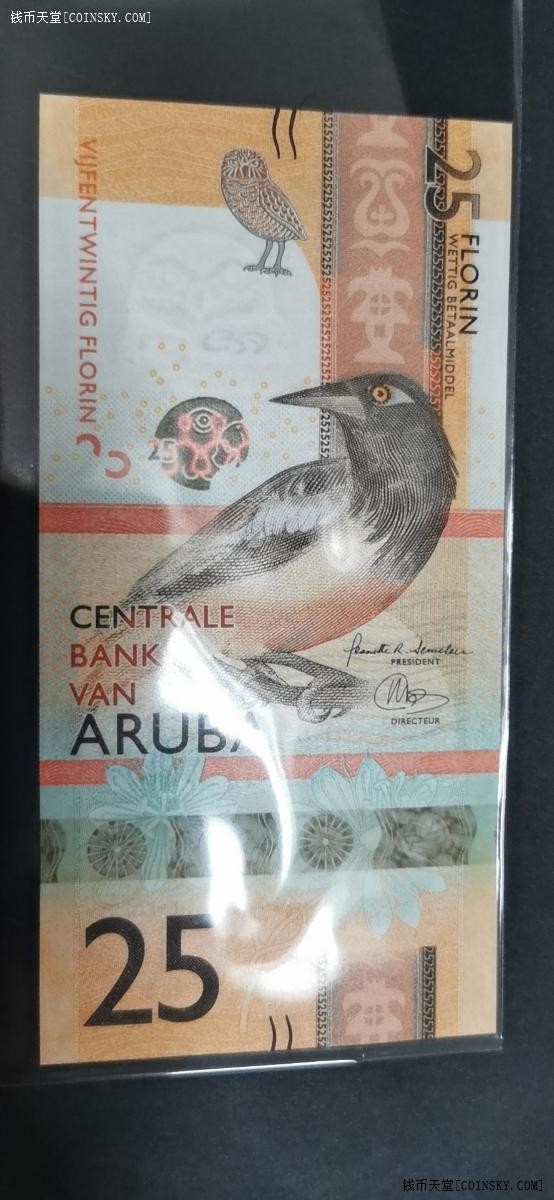 钱币天堂[COINSKY.COM]
VIJFENTWINTIG FLORIN
25
FLORIN
WETTIG BETAALMIDDEL
25
CENTRALE
BANK
VAN
ARUBA
PRESIDENT
DIRECTEUR
25
钱币天堂[COINSKY.COM]